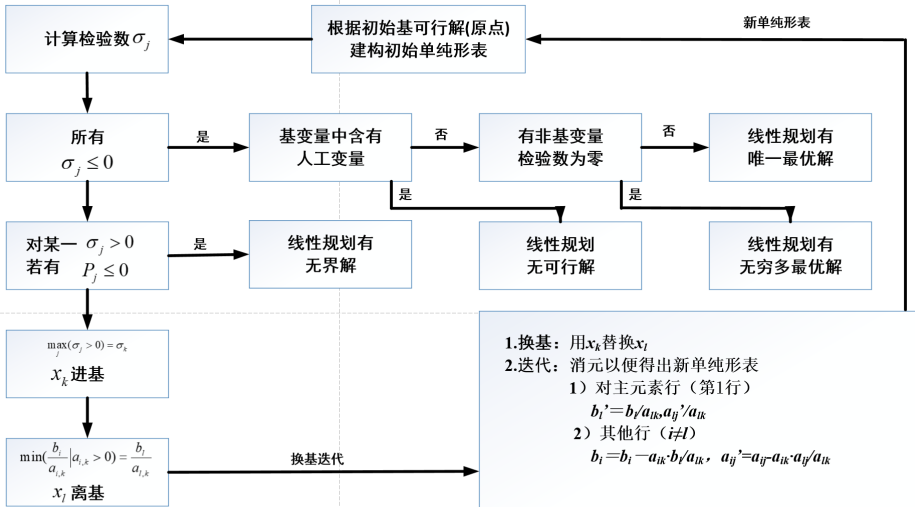 新单纯形表
根据初始基可行解(原点)
建构初始单纯形表
计算检验数σj
所有
σj ≤ 0
是
基变量中含有
人工变量
否
有非基变量
检验数为零
否
线性规划有
唯一最优解
是
是
对某一 σj > 0
若有 Pj ≤ 0
是
线性规划有
无界解
线性规划
无可行解
线性规划有
无穷多最优解
max(σj > 0) = σk
j
xk 进基
min(bi/ai,k | ai,k > 0) = bl/al,k
xl 离基
换基迭代
1.换基：用xk替换xl
2.迭代：消元以便得出新单纯形表
1）对主元素行（第l行）
bl’=bl/alk,alj’/alk
2）其他行（i≠l）
bi＝bi－aik·bl/alk，aij’=aij-aik·alj/alk